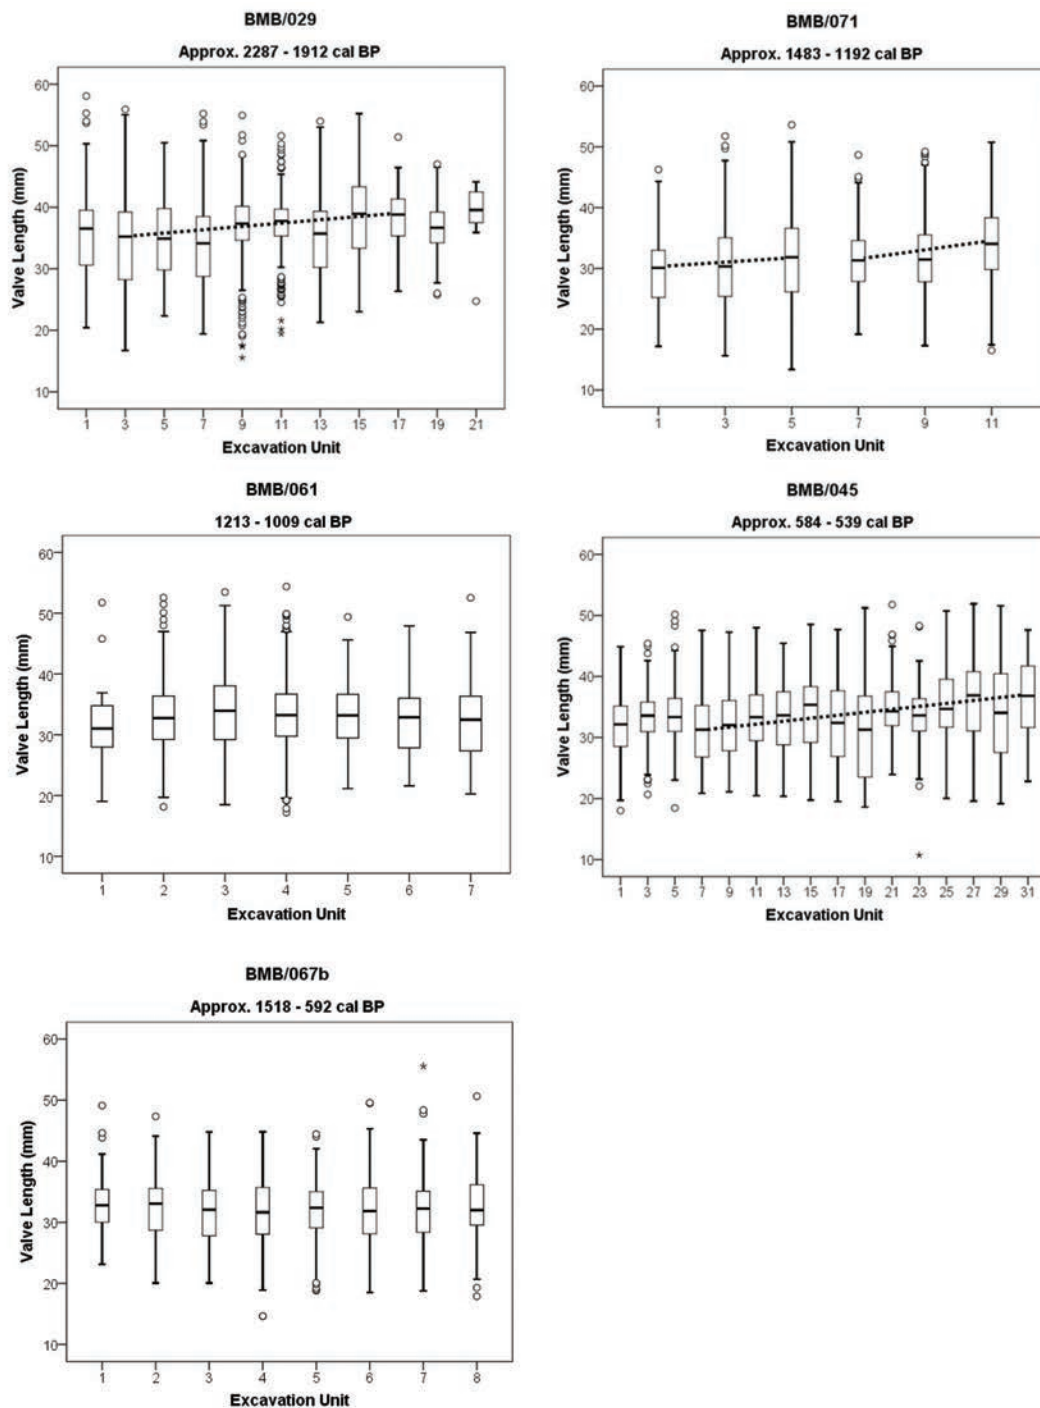 BMB/029
Approx. 2287 - 1912 cal BP
Valve Length (mm)
60
50
40
30
20
10
1 3 5 7 9 11 13 15 17 19 21
Excavation Unit
BMB/071
Approx. 1483 - 1192 cal BP
Valve Length (mm)
60
50
40
30
20
10
1 3 5 7 9 11
Excavation Unit
BMB/061
1213 - 1009 cal BP
Valve Length (mm)
60
50
40
30
20
10
1 2 3 4 5 6 7
Excavation Unit
BMB/045
Approx. 584 - 539 cal BP
Valve Length (mm)
60
50
40
30
20
10
1 3 5 7 9 11 13 15 17 19 21 23 25 27 29 31
Excavation Unit
BMB/067b
Approx. 1518 - 592 cal BP
Valve Length (mm)
60
50
40
30
20
10
1 2 3 4 5 6 7 8
Excavation Unit